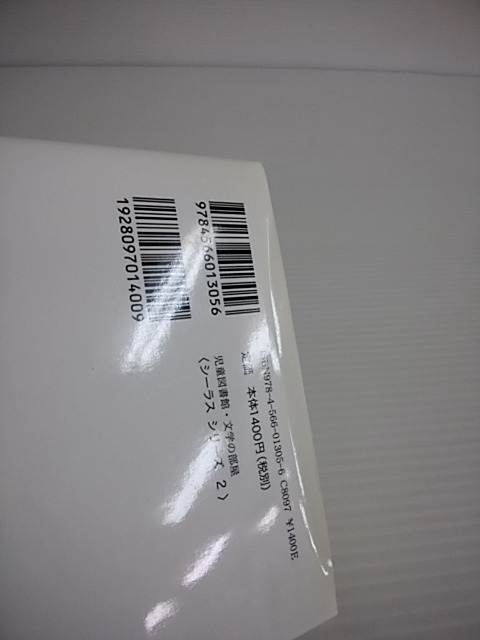 9784566013056
1928097014009
ISBN978-4-566-01305-6 C8097 ¥1400E
定価 本体1400円(税別)
児童図書館・文学の部屋
〈シーラス シリーズ 2〉